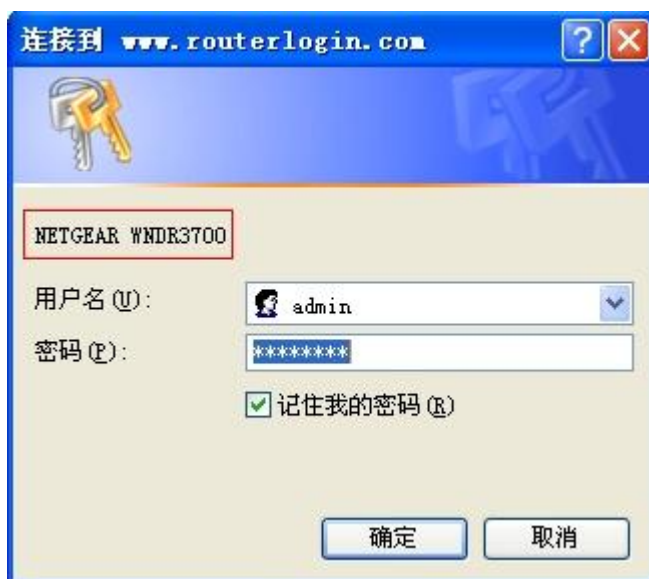 连接到 www.routerlogin.com
NETGEAR WNDR3700
用户名(U):
admin
密码(P):
********
记住我的密码(R)
确定
取消